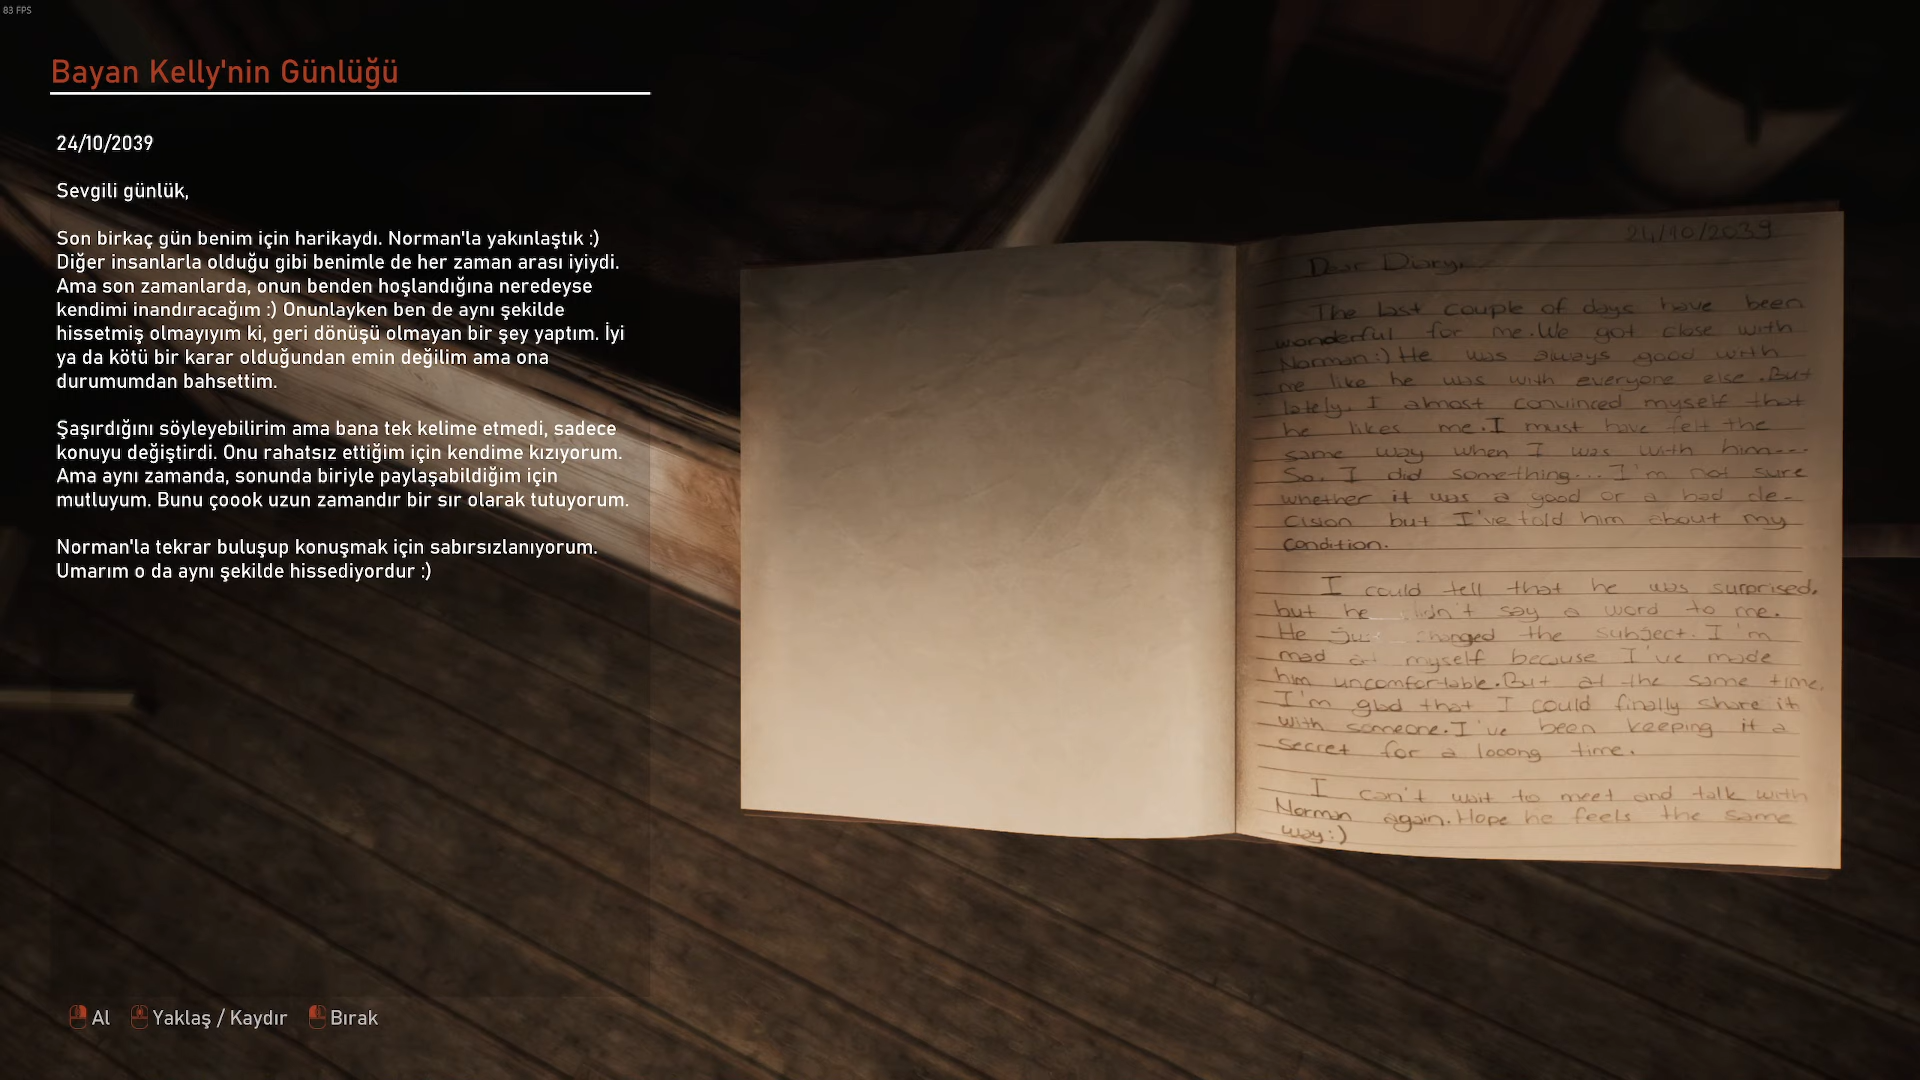 83 FPS
Bayan Kelly'nin Günlüğü
24/10/2039
Sevgili günlük,
Son birkaç gün benim için harikaydı. Norman'la yakınlaştık :)
Diğer insanlarla olduğu gibi benimle de her zaman arası iyiydi.
Ama son zamanlarda, onun benden hoşlandığına neredeyse
kendimi inandıracağım :) Onunlayken ben de aynı şekilde
hissetmiş olmayıyım ki, geri dönüşü olmayan bir şey yaptım. İyi
ya da kötü bir karar olduğundan emin değilim ama ona
durumumdan bahsettim.
Şaşırdığını söyleyebilirim ama bana tek kelime etmedi, sadece
konuyu değiştirdi. Onu rahatsız ettiğim için kendime kızıyorum.
Ama aynı zamanda, sonunda biriyle paylaşabildiğim için
mutluyum. Bunu çoook uzun zamandır bir sır olarak tutuyorum.
Norman'la tekrar buluşup konuşmak için sabırsızlanıyorum.
Umarım o da aynı şekilde hissediyordur :)
Al Yaklaş / Kaydır Bırak
24/10/2039
Dear Diary,
The last couple of days have been
wonderful for me. We got close with
Norman:) He was always good with
me like he was with everyone else. But
lately, I almost convinced myself that
he likes me. I must have felt the
same way when I was with him...
So, I did something... I'm not sure
whether it was a good or a bad de-
cision but I've told him about my
condition.
I could tell that he was surprised,
but he didn't say a word to me.
He changed the subject. I'm
mad at myself because I've made
him uncomfortable. But at the same time,
I'm glad that I could finally share it
with someone. I've been keeping it a
secret for a looong time.
I can't wait to meet and talk with
Norman again. Hope he feels the same
way:)